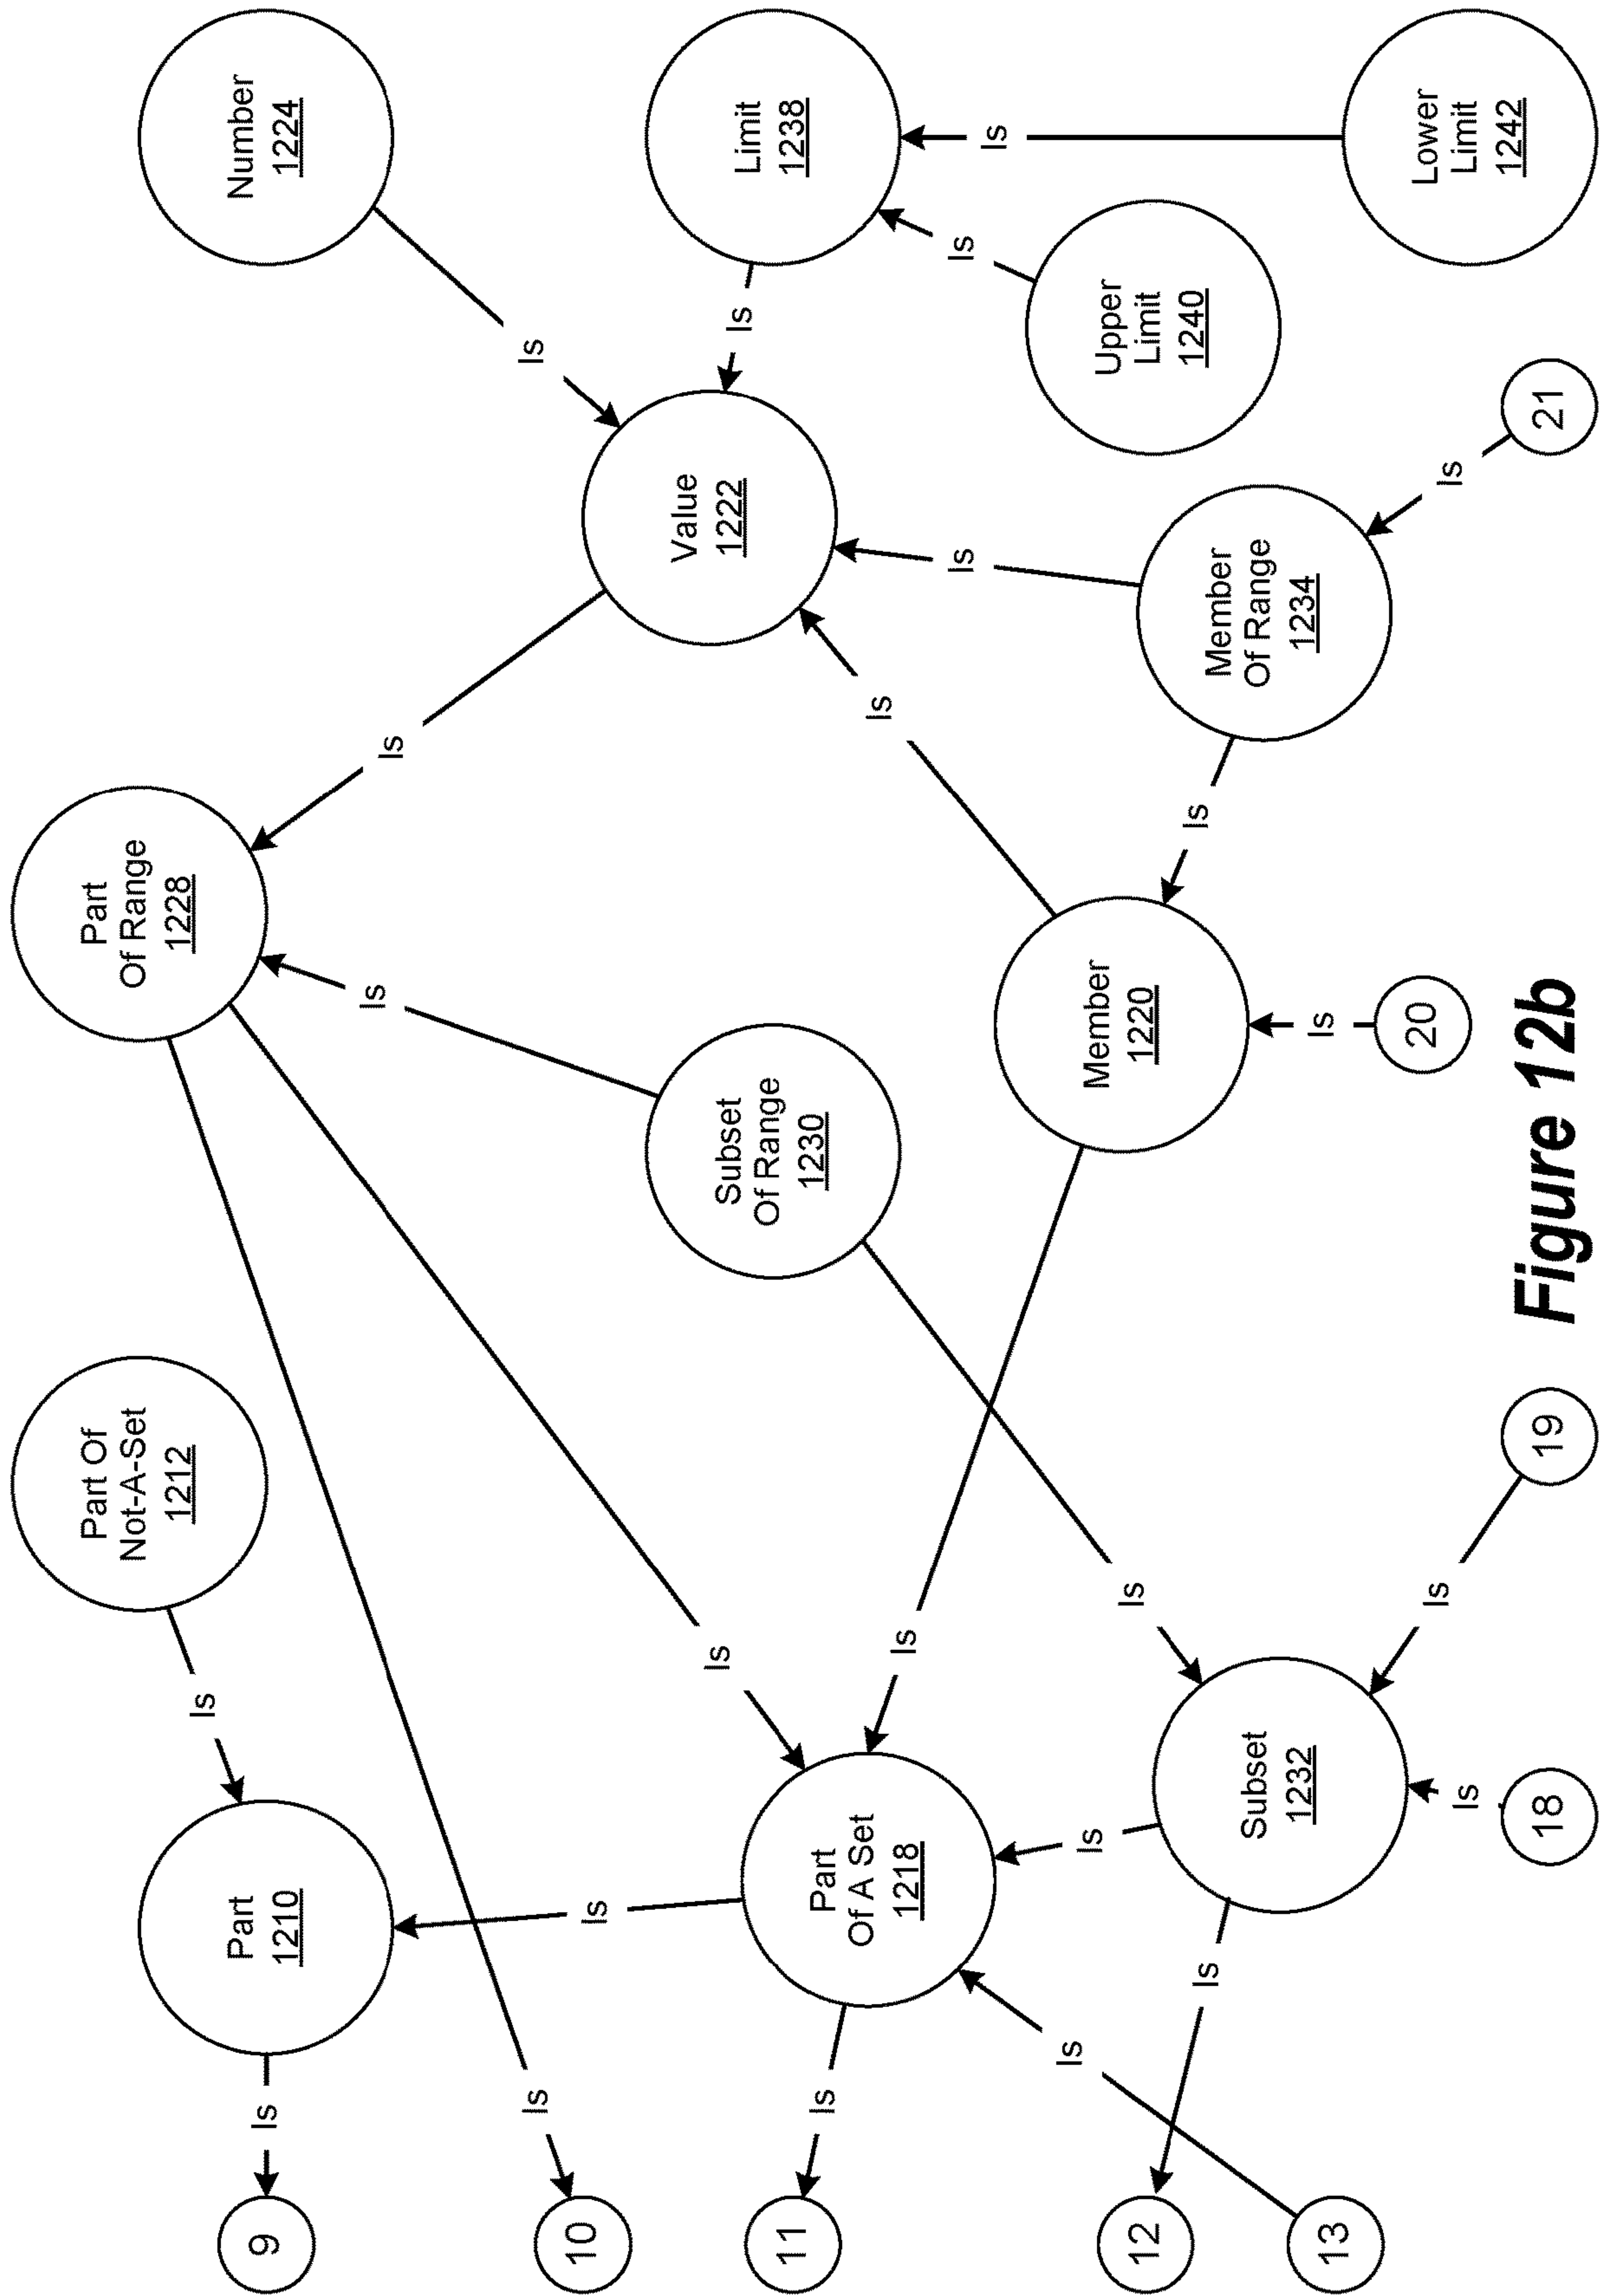 Part Of
Not-A-Set
1212
Part
Of Range
1228
Is
9
Is
Part
1210
Number
1224
Is
Is
Is
Is
10
Is
Is
Value
1222
Is
Subset
Of Range
1230
Limit
1238
11
Is
Part
Of A Set
1218
Is
Is
Is
Is
Is
Is
Is
Member
1220
Is
12
Upper
Limit
1240
Is
Is
Member
Of Range
1234
Subset
1232
Is
13
20
Is
Is
Is
Lower
Limit
1242
18
19
Figure 12b
21